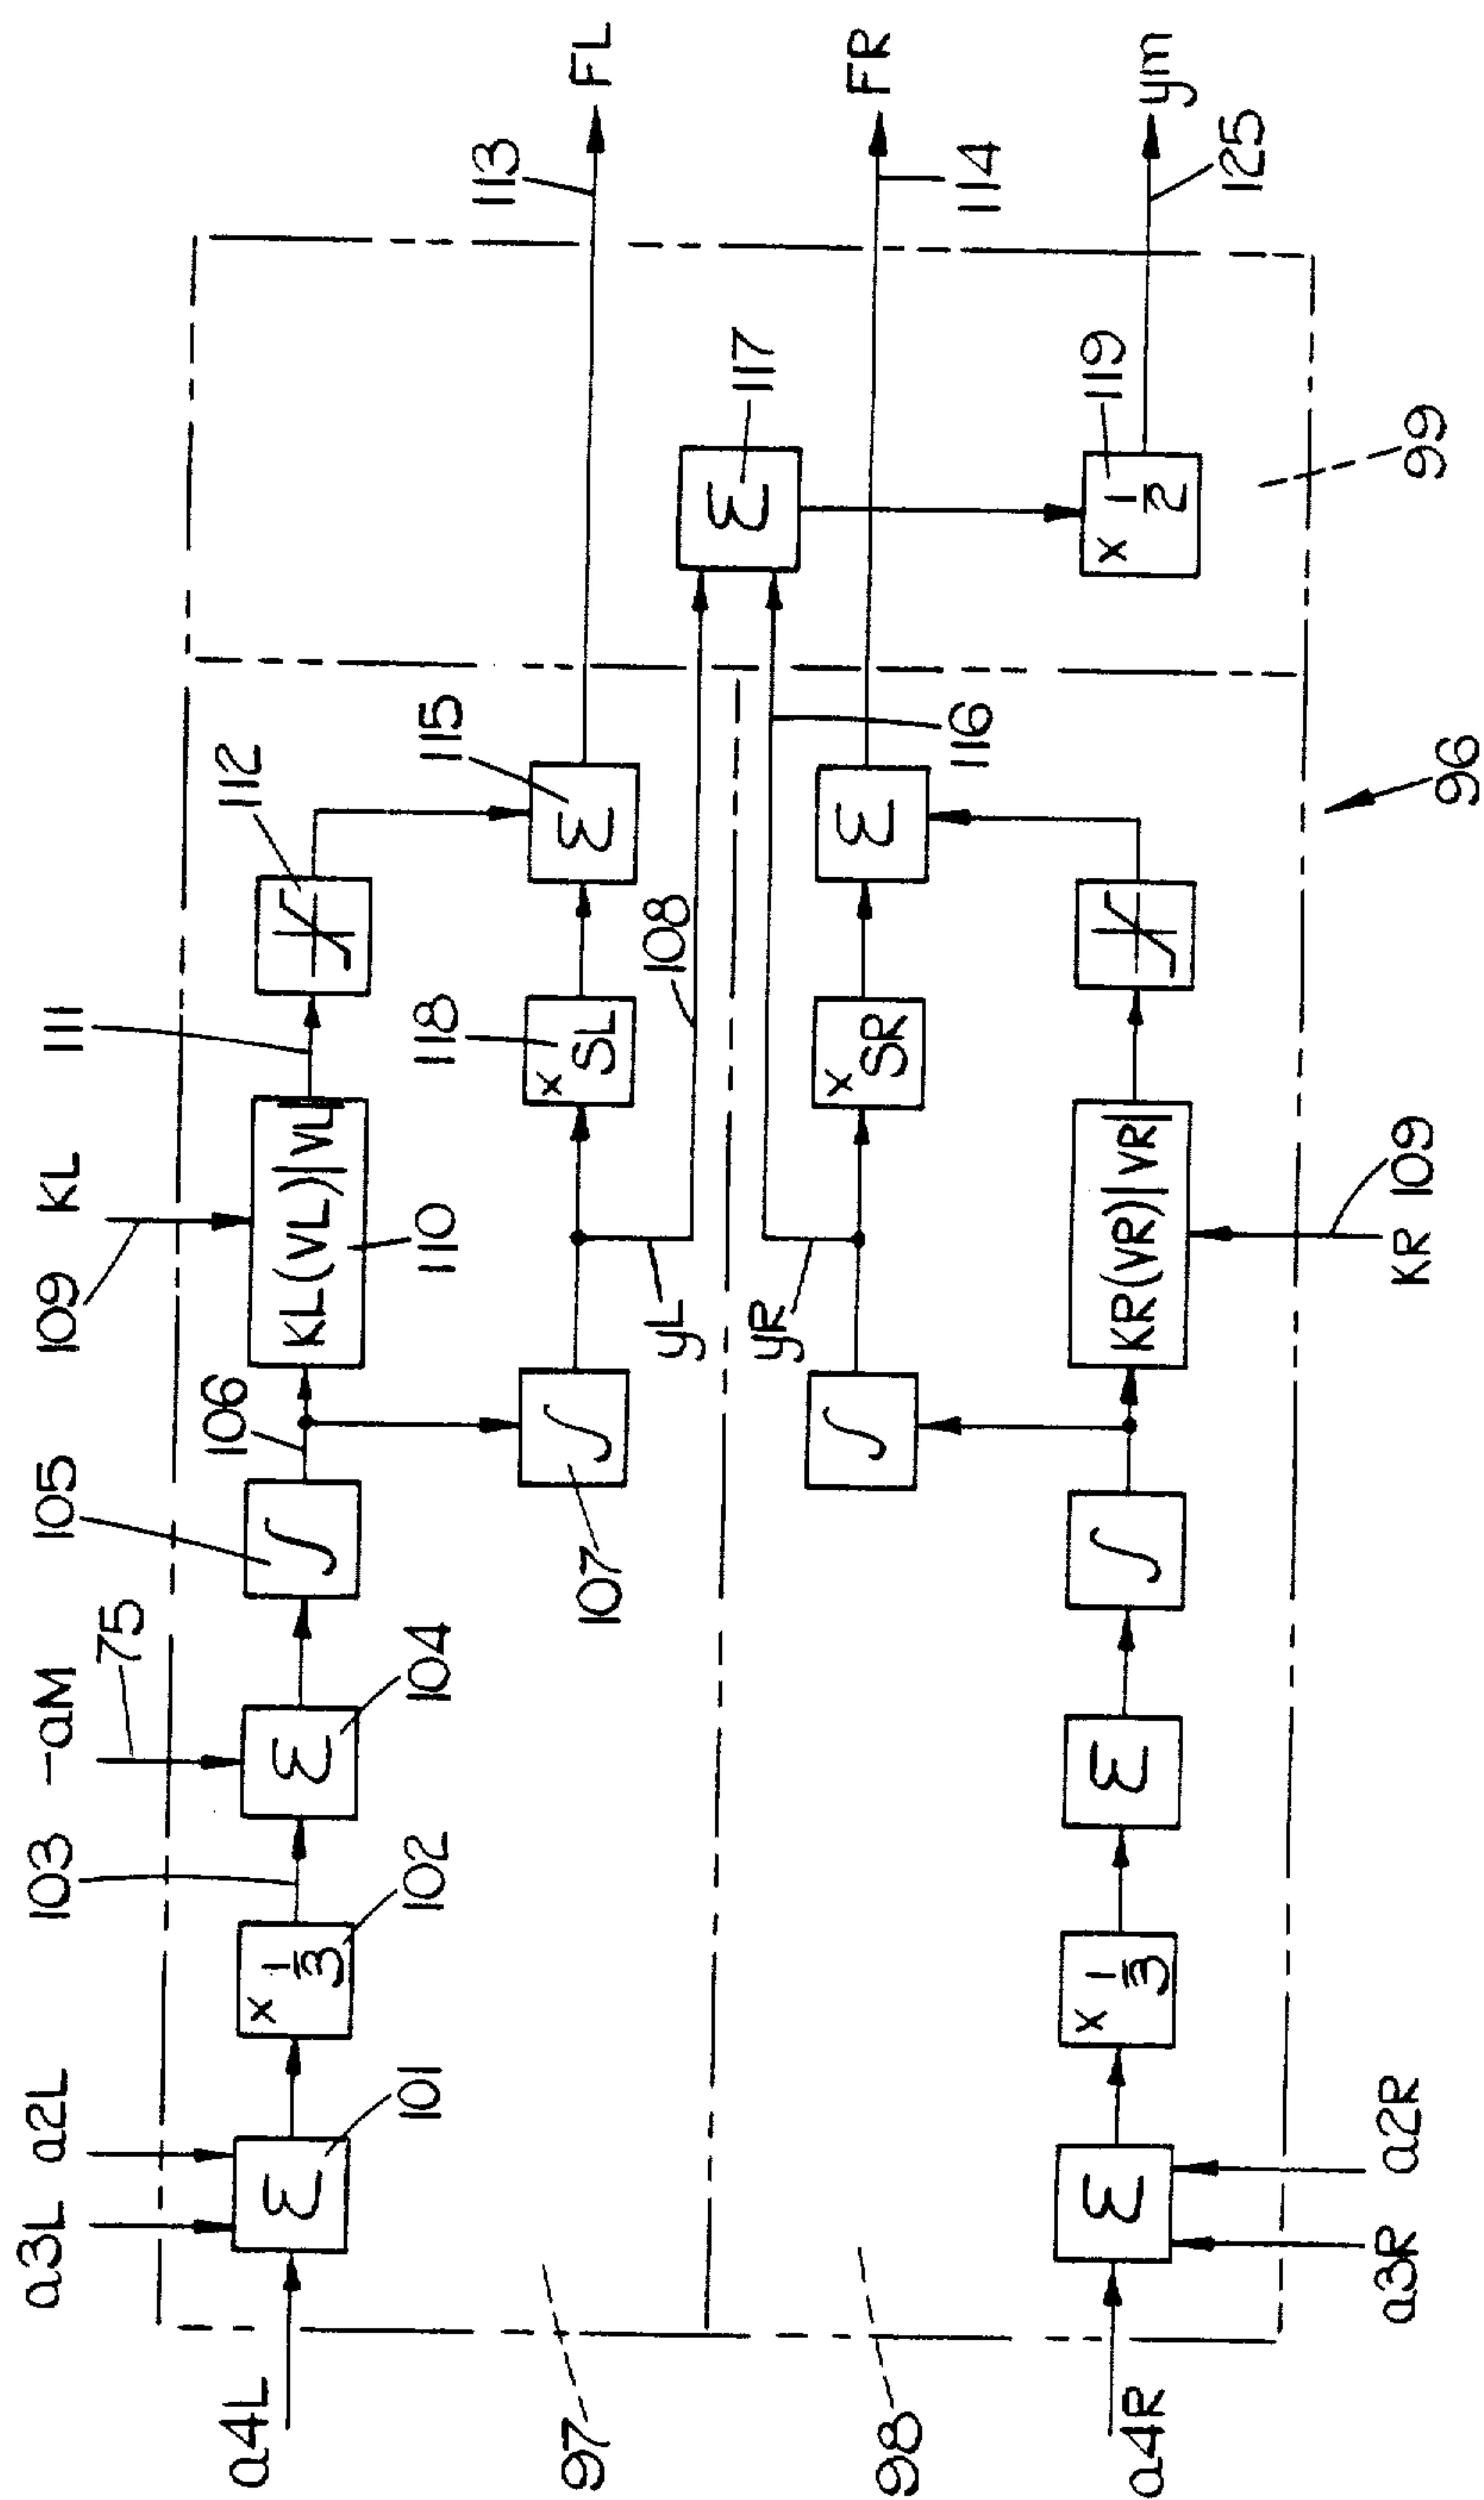 a3L a2L 103 -aM 75 105 109 KL 111
106 112
a4L Σ x 1/3 Σ ∫ KL(VL)|VL|
101 102 104 110 118 115 113
107 ∫ x SL Σ FL
yL 108
97
Σ 117
yR 116
98
∫ x SR Σ FR
114
a4R Σ x 1/3 Σ ∫ KR(VR)|VR| x 1/2 119 ym
125
a3R a2R KR 109 96 99